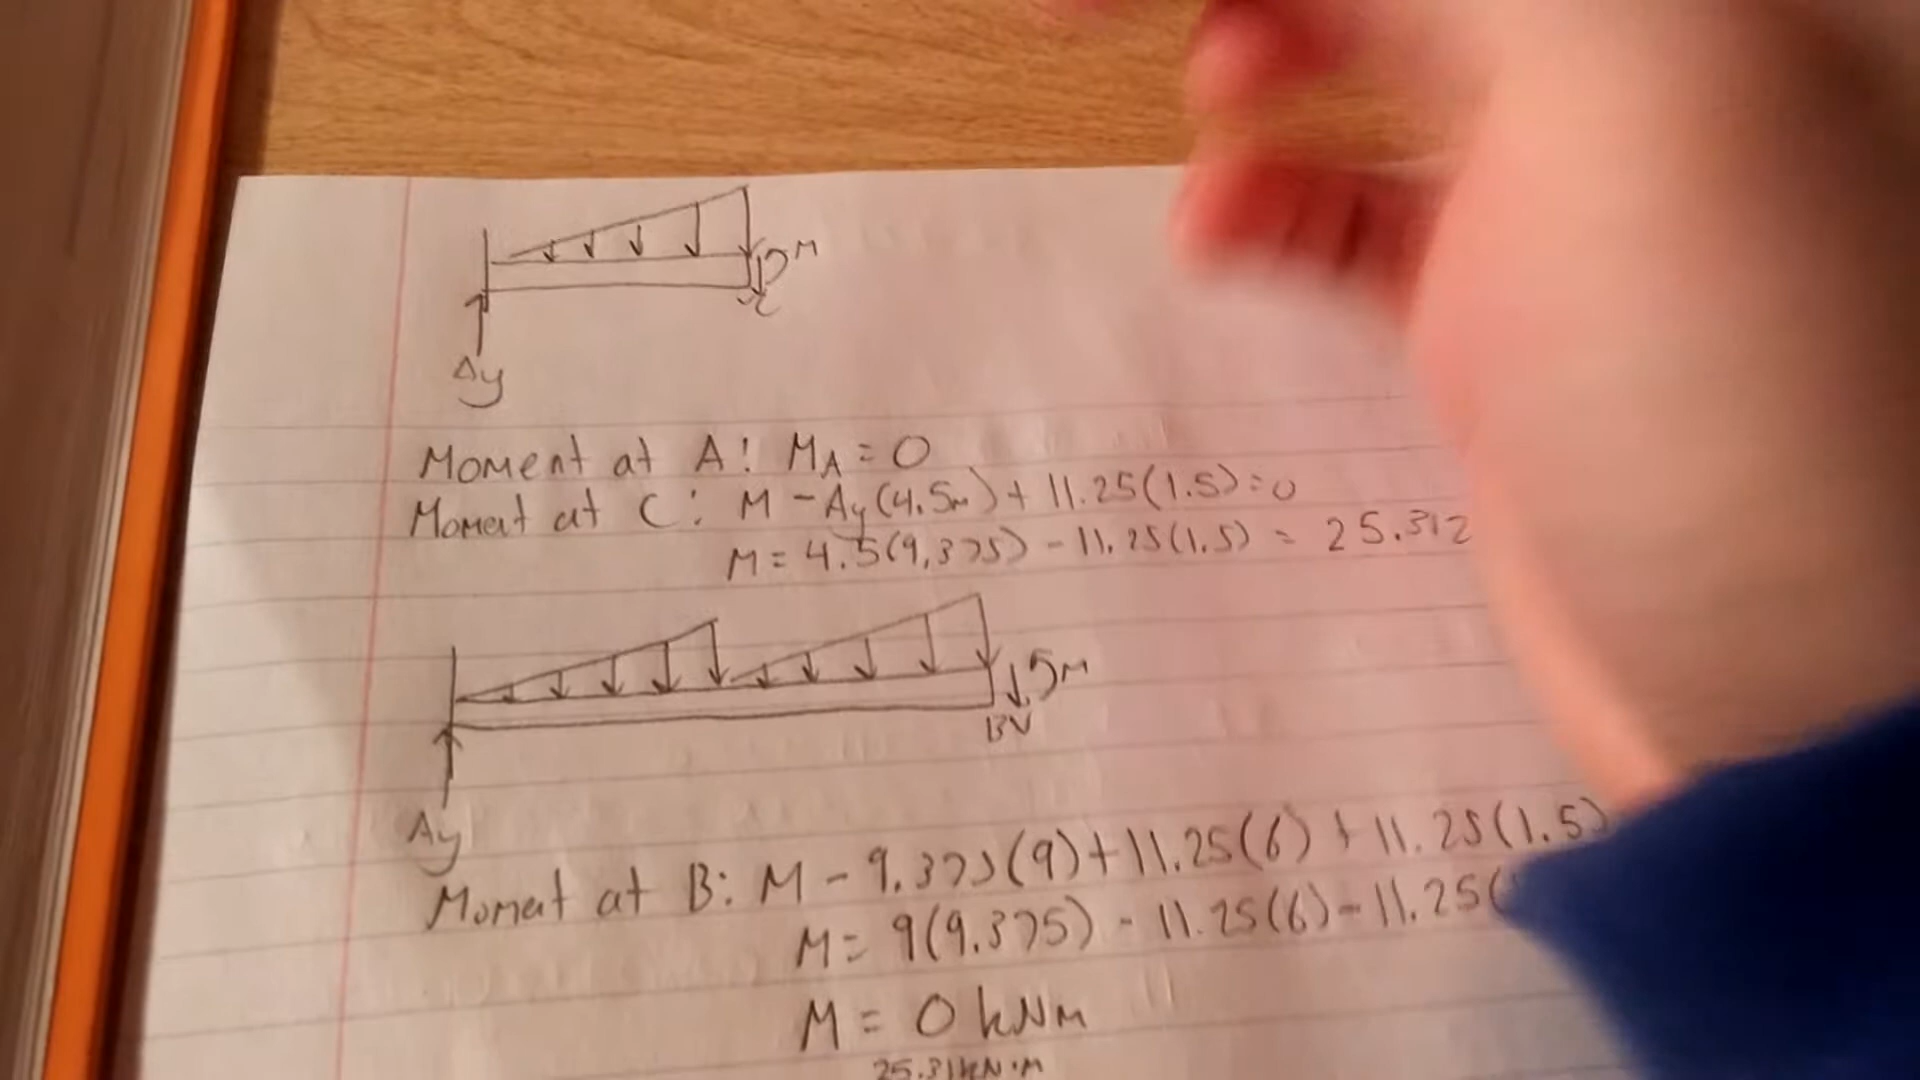 M
Ay
Moment at A: MA = 0
Moment at C: M - Ay(4.5m) + 11.25(1.5) = 0
M = 4.5(9.375) - 11.25(1.5) = 25.312
M
BV
Ay
Moment at B: M - 9.375(9) + 11.25(6) + 11.25(1.5)
M = 9(9.375) - 11.25(6) - 11.25(
M = 0 kNm
25.31kN·m